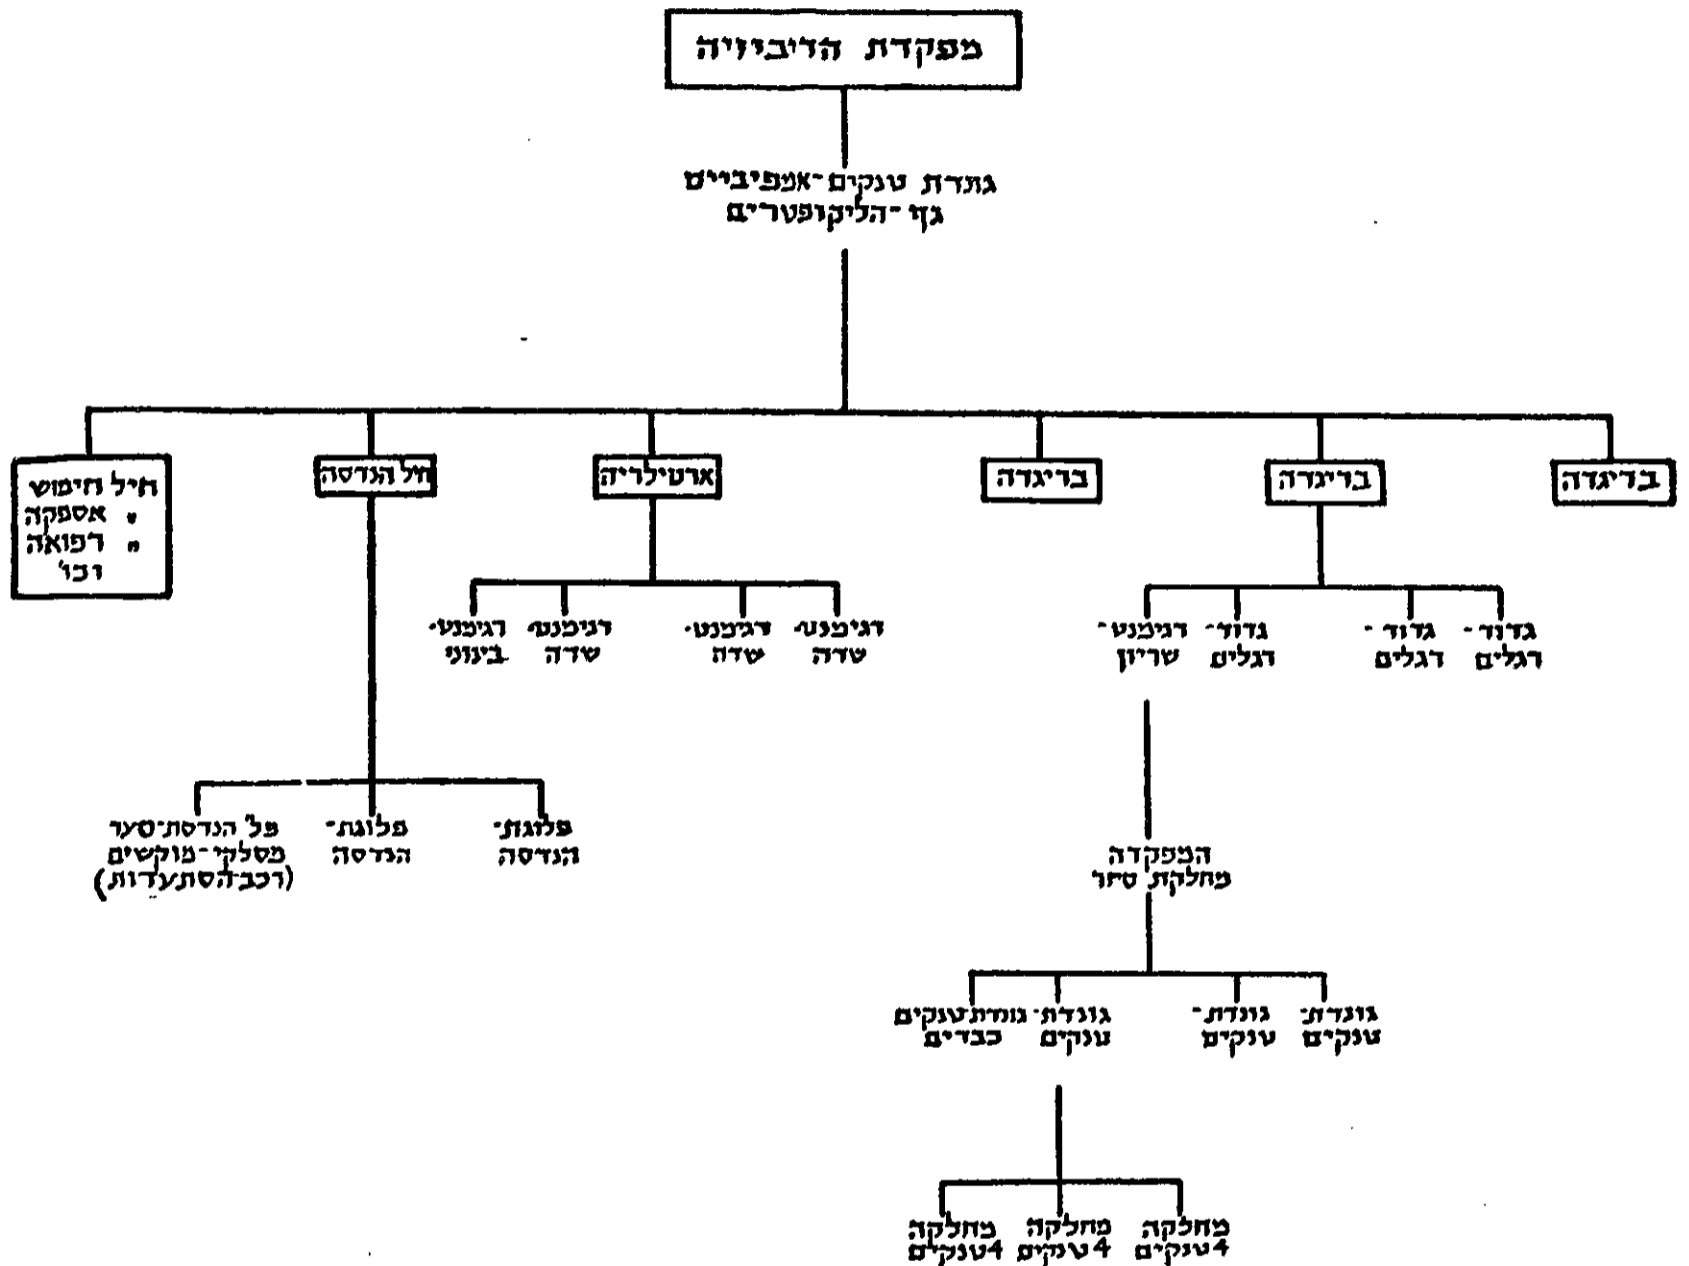 מפקדת הדיביזיה
גונדת טנקים-אמפיביים
גף-הליקופטרים
בריגדה
בריגדה
בריגדה
ארטילריה
חיל הנדסה
חיל חימוש
" אספקה
" רפואה
וכו'
גדוד-
רגלים
גדוד-
רגלים
גדוד-
רגלים
רגימנט-
שריון
רגימנט-
שדה
רגימנט-
שדה
רגימנט-
שדה
רגימנט-
בינוני
פלוגת-
הנדסה
פלוגת-
הנדסה
פל' הנדסת-סער
מסלקי-מוקשים
(רכב הסתערות)
המפקדה
מחלקת סיור
גונדת-
טנקים
גונדת-
טנקים
גונדת-
טנקים
גונדת-טנקים
כבדים
מחלקה
4 טנקים
מחלקה
4 טנקים
מחלקה
4 טנקים